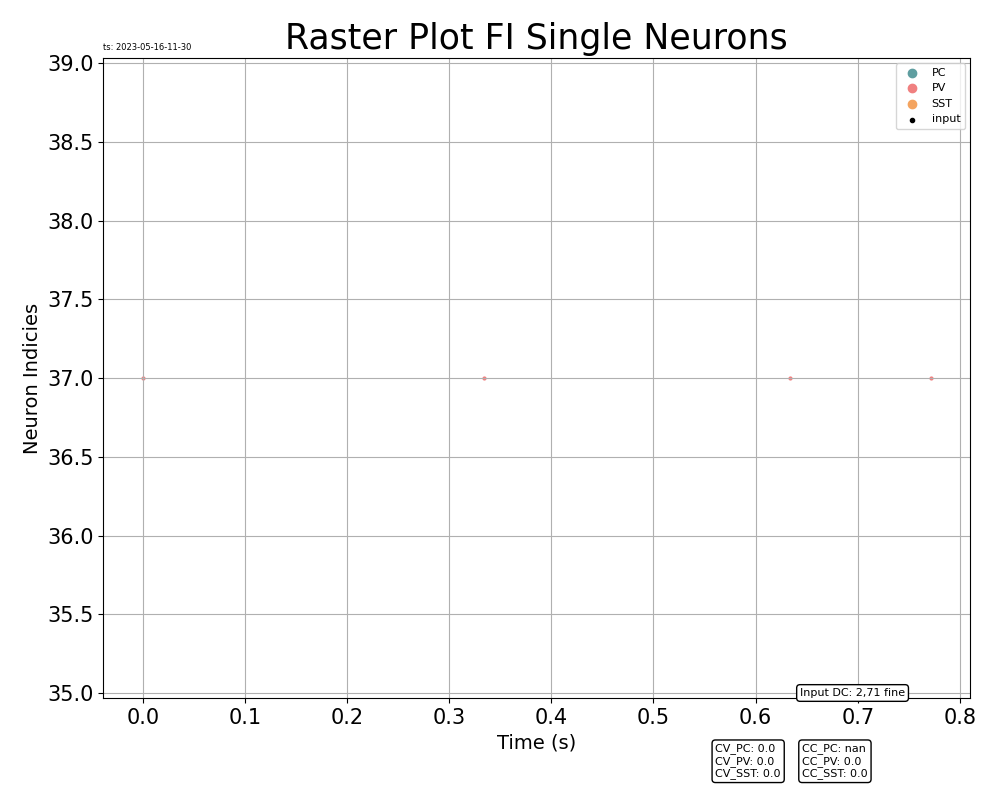 Raster Plot FI Single Neurons
ts: 2023-05-16-11-30
39.0
38.5
38.0
37.5
37.0
36.5
36.0
35.5
35.0
Neuron Indicies
PC
PV
SST
input
Input DC: 2,71 fine
0.0 0.1 0.2 0.3 0.4 0.5 0.6 0.7 0.8
Time (s)
CV_PC: 0.0
CV_PV: 0.0
CV_SST: 0.0
CC_PC: nan
CC_PV: 0.0
CC_SST: 0.0